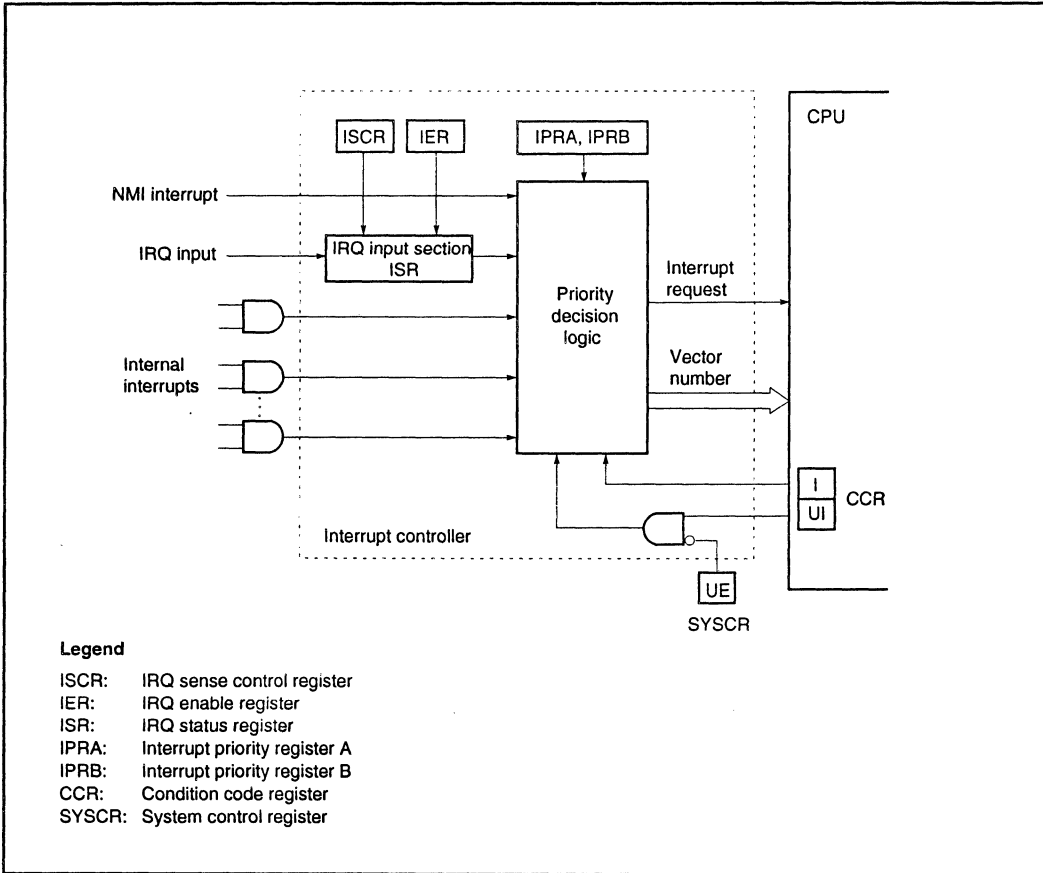 CPU
ISCR
IER
IPRA, IPRB
NMI interrupt
IRQ input
IRQ input section
ISR
Priority
decision
logic
Interrupt
request
Vector
number
Internal
interrupts
I
UI
CCR
Interrupt controller
UE
SYSCR
Legend
ISCR: IRQ sense control register
IER: IRQ enable register
ISR: IRQ status register
IPRA: Interrupt priority register A
IPRB: Interrupt priority register B
CCR: Condition code register
SYSCR: System control register